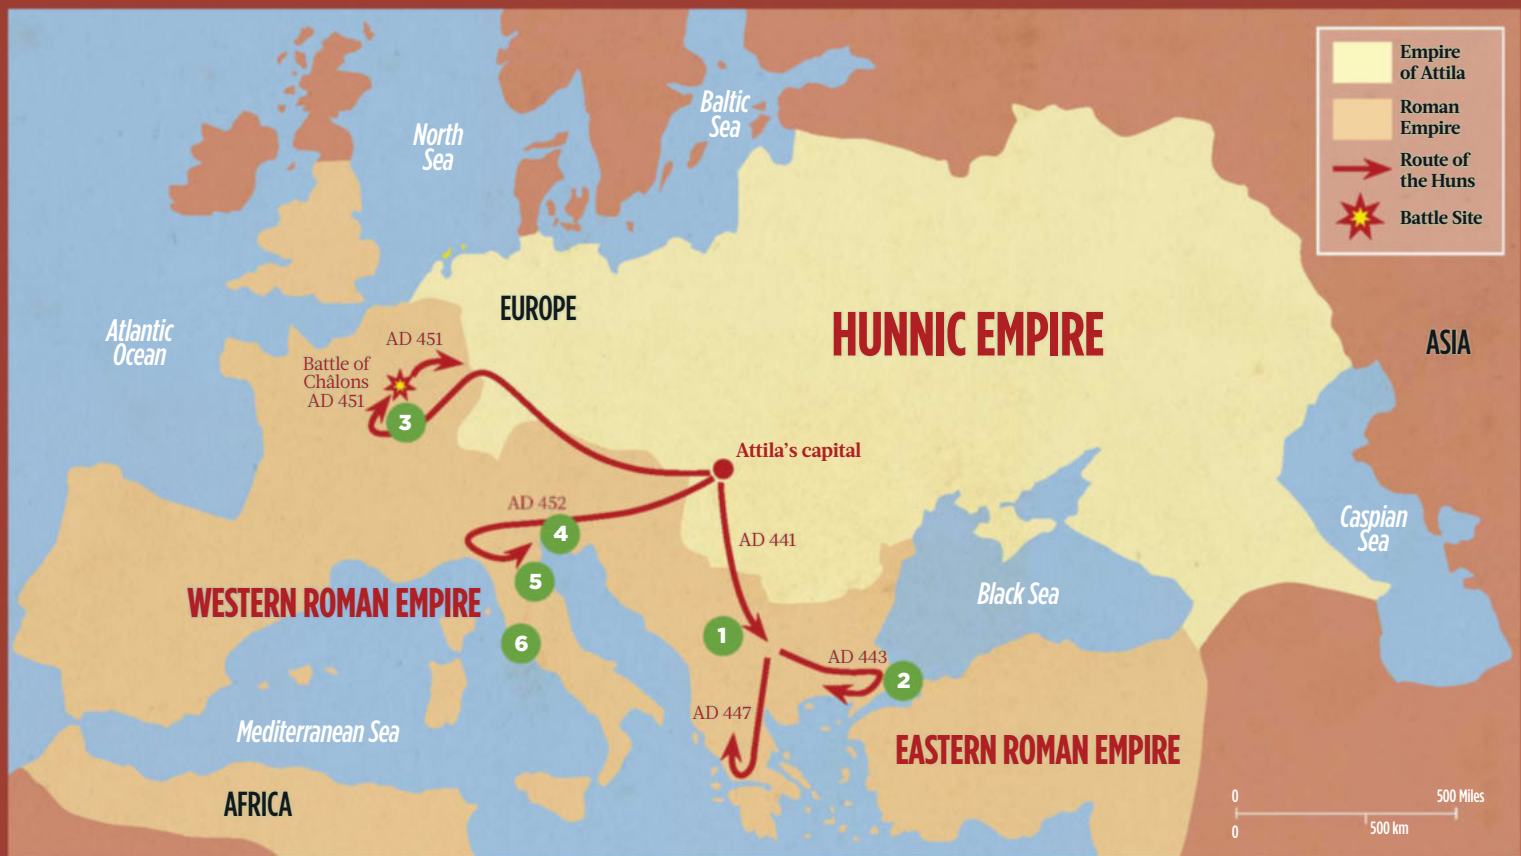 Empire
of Attila
Roman
Empire
Route of
the Huns
Battle Site
Baltic
Sea
North
Sea
EUROPE
HUNNIC EMPIRE
ASIA
Atlantic
Ocean
AD 451
Battle of
Châlons
AD 451
3
Attila's capital
AD 452
4
AD 441
Caspian
Sea
5
Black Sea
WESTERN ROMAN EMPIRE
1
6
AD 443
2
AD 447
Mediterranean Sea
EASTERN ROMAN EMPIRE
AFRICA
0
500 Miles
0
500 km